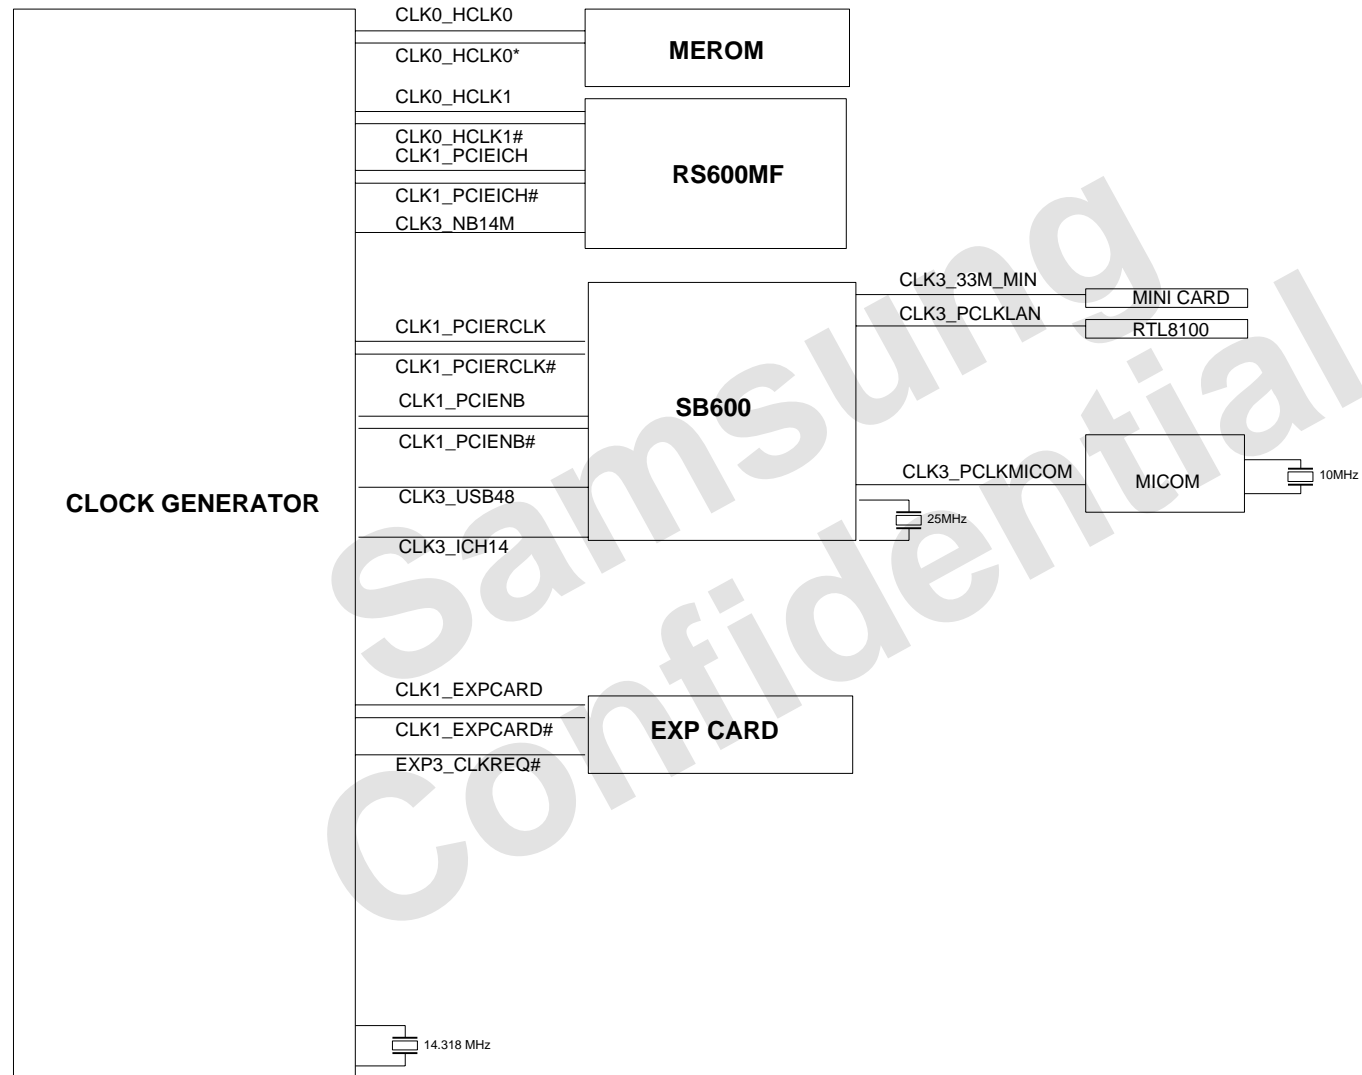 CLK0_HCLK0
MEROM
CLK0_HCLK0*
CLK0_HCLK1
CLK0_HCLK1#
CLK1_PCIEICH
RS600MF
CLK1_PCIEICH#
CLK3_NB14M
CLK3_33M_MIN
MINI CARD
CLK3_PCLKLAN
RTL8100
CLK1_PCIERCLK
CLK1_PCIERCLK#
CLK1_PCIENB
SB600
CLK1_PCIENB#
CLK3_PCLKMICOM
MICOM
10MHz
CLOCK GENERATOR
CLK3_USB48
25MHz
CLK3_ICH14
CLK1_EXPCARD
CLK1_EXPCARD#
EXP CARD
EXP3_CLKREQ#
14.318 MHz
Samsung
Confidential